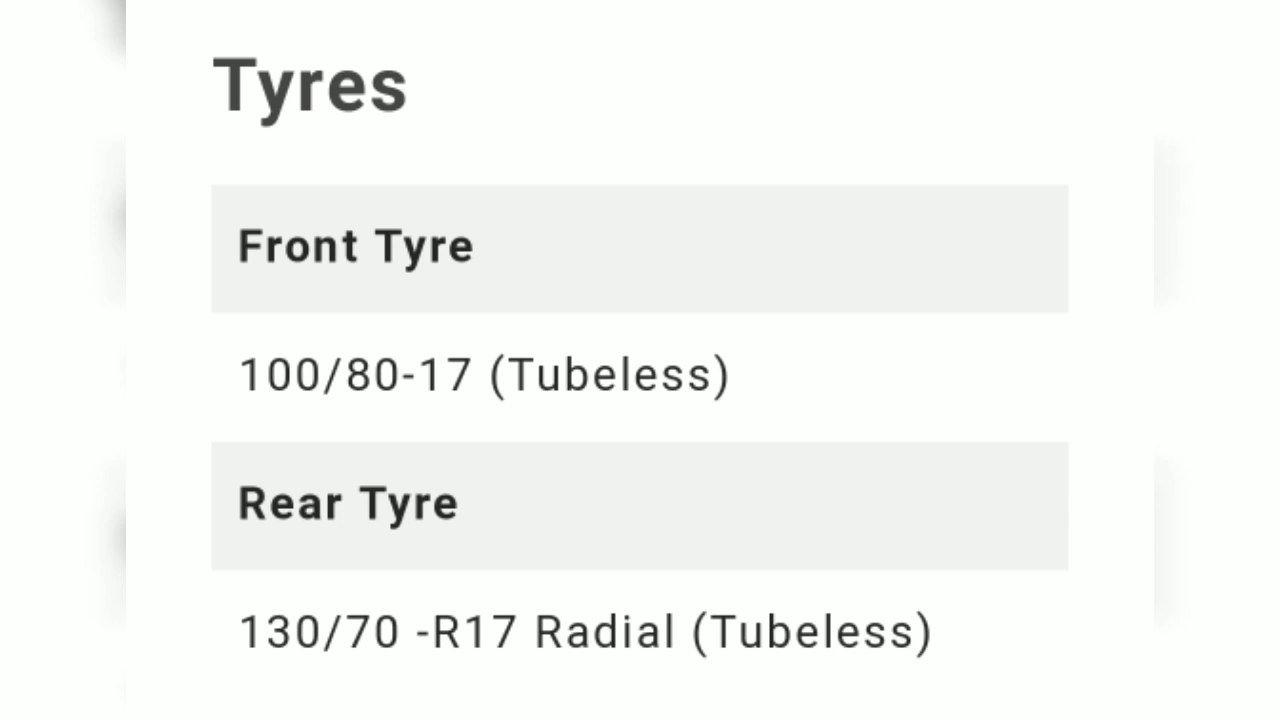 Tyres
Front Tyre
100/80-17 (Tubeless)
Rear Tyre
130/70 -R17 Radial (Tubeless)